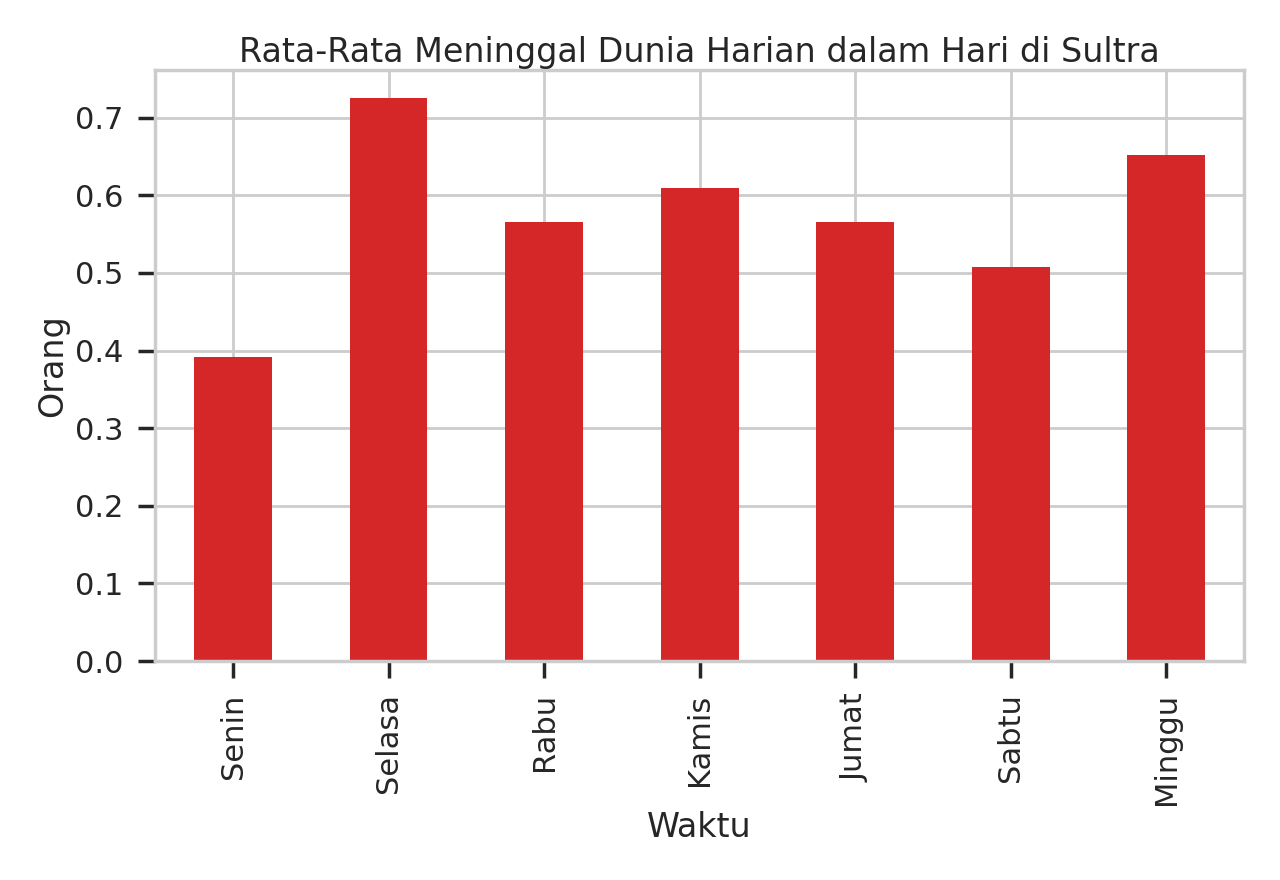 Rata-Rata Meninggal Dunia Harian dalam Hari di Sultra
0.7
0.6
0.5
0.4
0.3
0.2
0.1
0.0
Orang
Senin
Selasa
Rabu
Kamis
Jumat
Sabtu
Minggu
Waktu